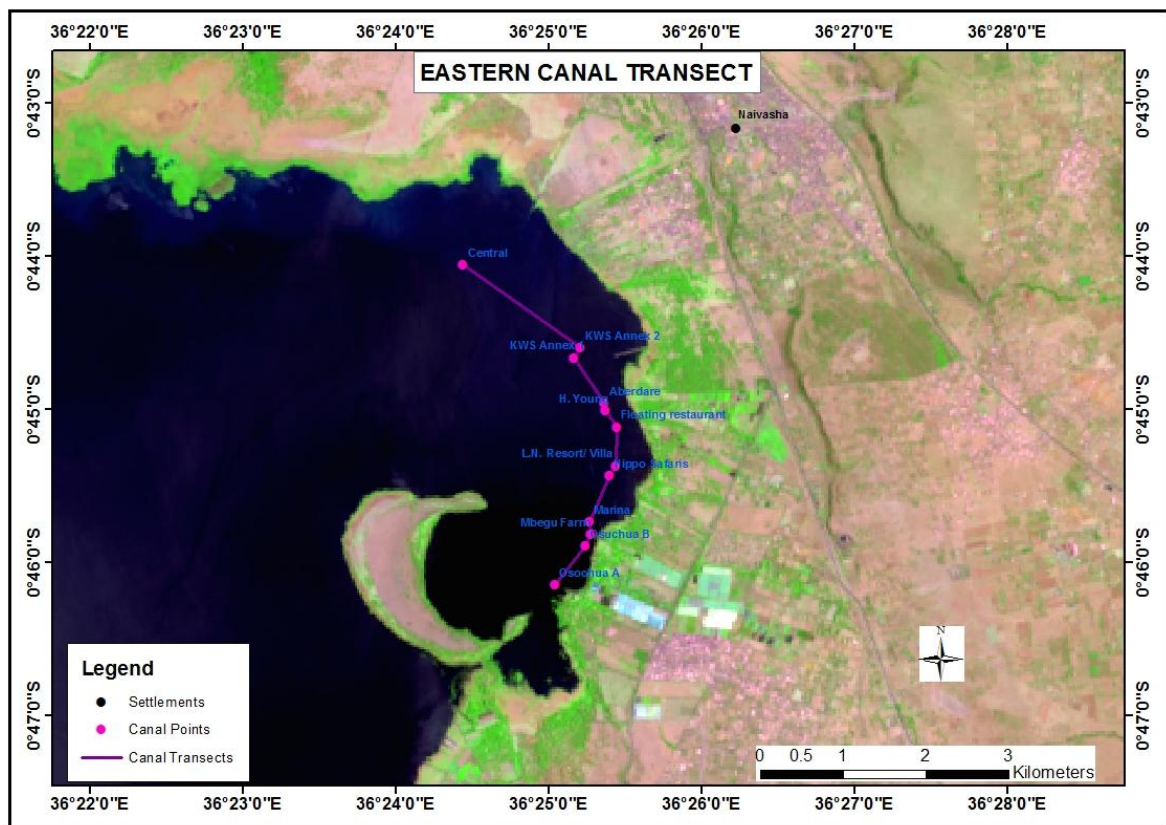 36°22'0"E 36°23'0"E 36°24'0"E 36°25'0"E 36°26'0"E 36°27'0"E 36°28'0"E
EASTERN CANAL TRANSECT
0°43'0"S
0°43'0"S
Naivasha
0°44'0"S
0°44'0"S
Central
KWS Annex 2
KWS Annex
Aberdare
H. Young
0°45'0"S
0°45'0"S
Floating restaurant
L.N. Resort/ Villa
Hippo Safaris
Marina
Mbegu Farm
Osuchua B
0°46'0"S
0°46'0"S
Osoohua A
N
Legend
Settlements
Canal Points
Canal Transects
0°47'0"S
0°47'0"S
0 0.5 1 2 3
Kilometers
36°22'0"E 36°23'0"E 36°24'0"E 36°25'0"E 36°26'0"E 36°27'0"E 36°28'0"E